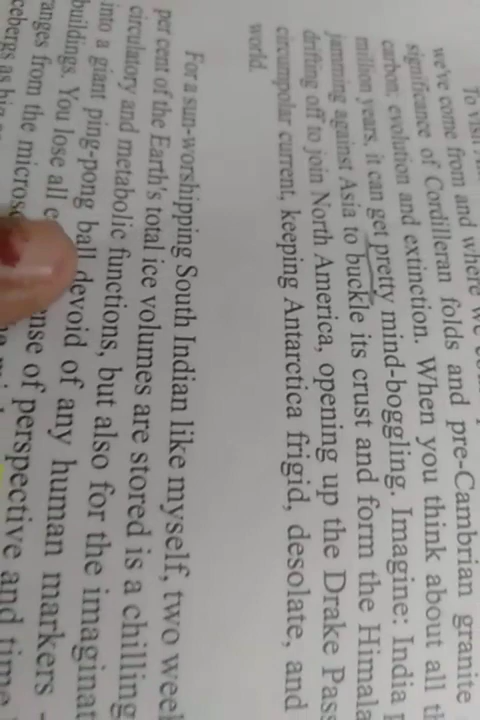 To visit
we've come from and where we
significance of Cordilleran folds and pre-Cambrian granite
carbon, evolution and extinction. When you think about all
million years, it can get pretty mind-boggling. Imagine: India
jamming against Asia to buckle its crust and form the Himala
drifting off to join North America, opening up the Drake Pass
circumpolar current, keeping Antarctica frigid, desolate, and
world.
For a sun-worshipping South Indian like myself, two wee
per cent of the Earth's total ice volumes are stored is a chilling
circulatory and metabolic functions, but also for the imaginat
into a giant ping-pong ball devoid of any human markers –
buildings. You lose all nse of perspective and time
anges from the micros
cebergs as big